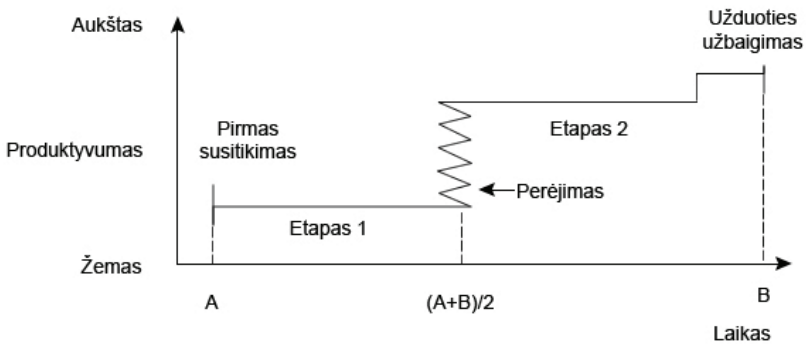 Aukštas
Užduoties
užbaigimas
Pirmas
susitikimas
Etapas 2
Produktyvumas
Perėjimas
Etapas 1
Žemas
A
(A+B)/2
B
Laikas